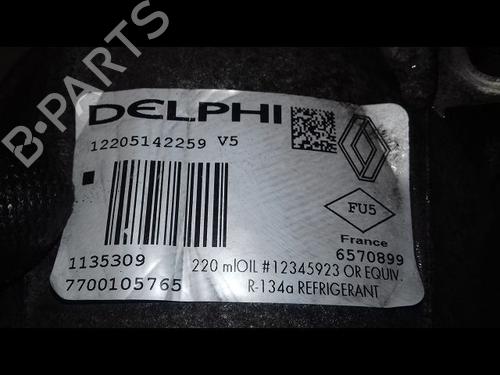 B·PARTS
DELPHI
12205142259 V5
FU5
France
1135309
6570899
7700105765
220 mlOIL #12345923 OR EQUIV.
R-134a REFRIGERANT